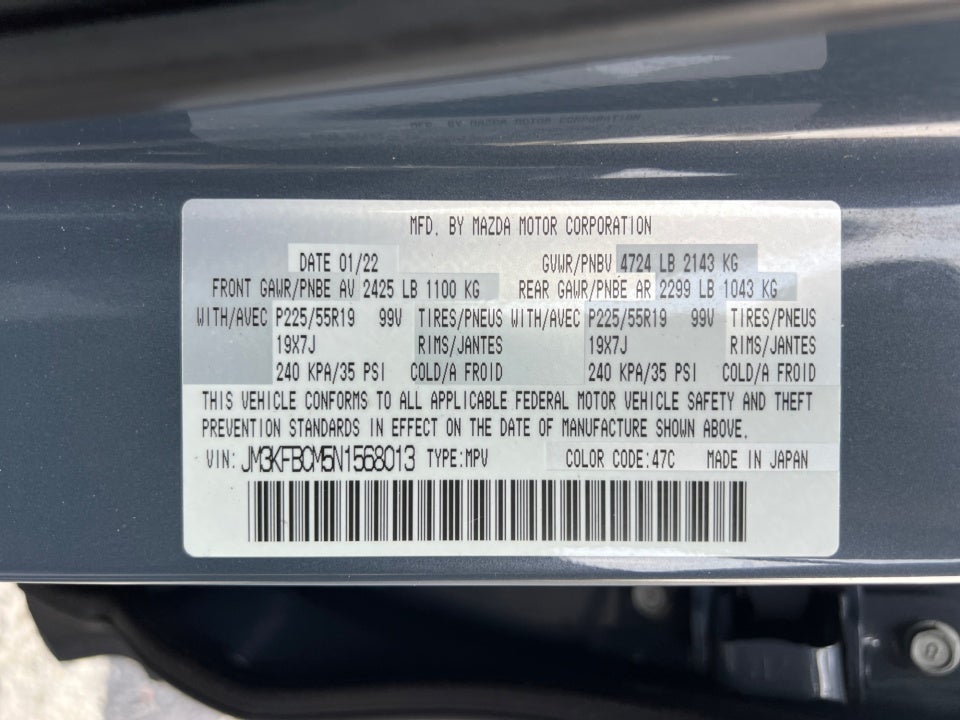 MFD. BY MAZDA MOTOR CORPORATION
DATE 01/22 GVWR/PNBV 4724 LB 2143 KG
FRONT GAWR/PNBE AV 2425 LB 1100 KG REAR GAWR/PNBE AR 2299 LB 1043 KG
WITH/AVEC P225/55R19 99V TIRES/PNEUS WITH/AVEC P225/55R19 99V TIRES/PNEUS
19X7J RIMS/JANTES 19X7J RIMS/JANTES
240 KPA/35 PSI COLD/A FROID 240 KPA/35 PSI COLD/A FROID
THIS VEHICLE CONFORMS TO ALL APPLICABLE FEDERAL MOTOR VEHICLE SAFETY AND THEFT
PREVENTION STANDARDS IN EFFECT ON THE DATE OF MANUFACTURE SHOWN ABOVE.
VIN: JM3KFBCM5N1568013 TYPE:MPV COLOR CODE:47C MADE IN JAPAN